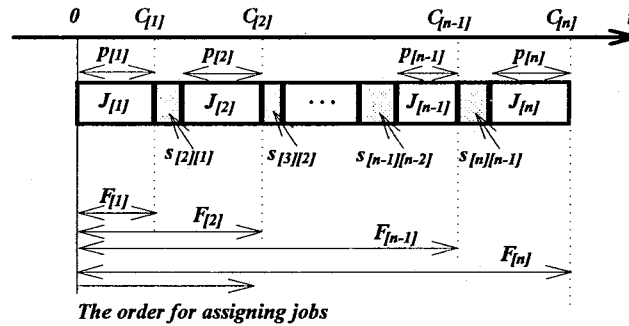 0 C[1] C[2] C[n-1] C[n] t
p[1] p[2] p[n-1] p[n]
J[1] J[2] ··· J[n-1] J[n]
s[2][1] s[3][2] s[n-1][n-2] s[n][n-1]
F[1]
F[2]
F[n-1]
F[n]
The order for assigning jobs